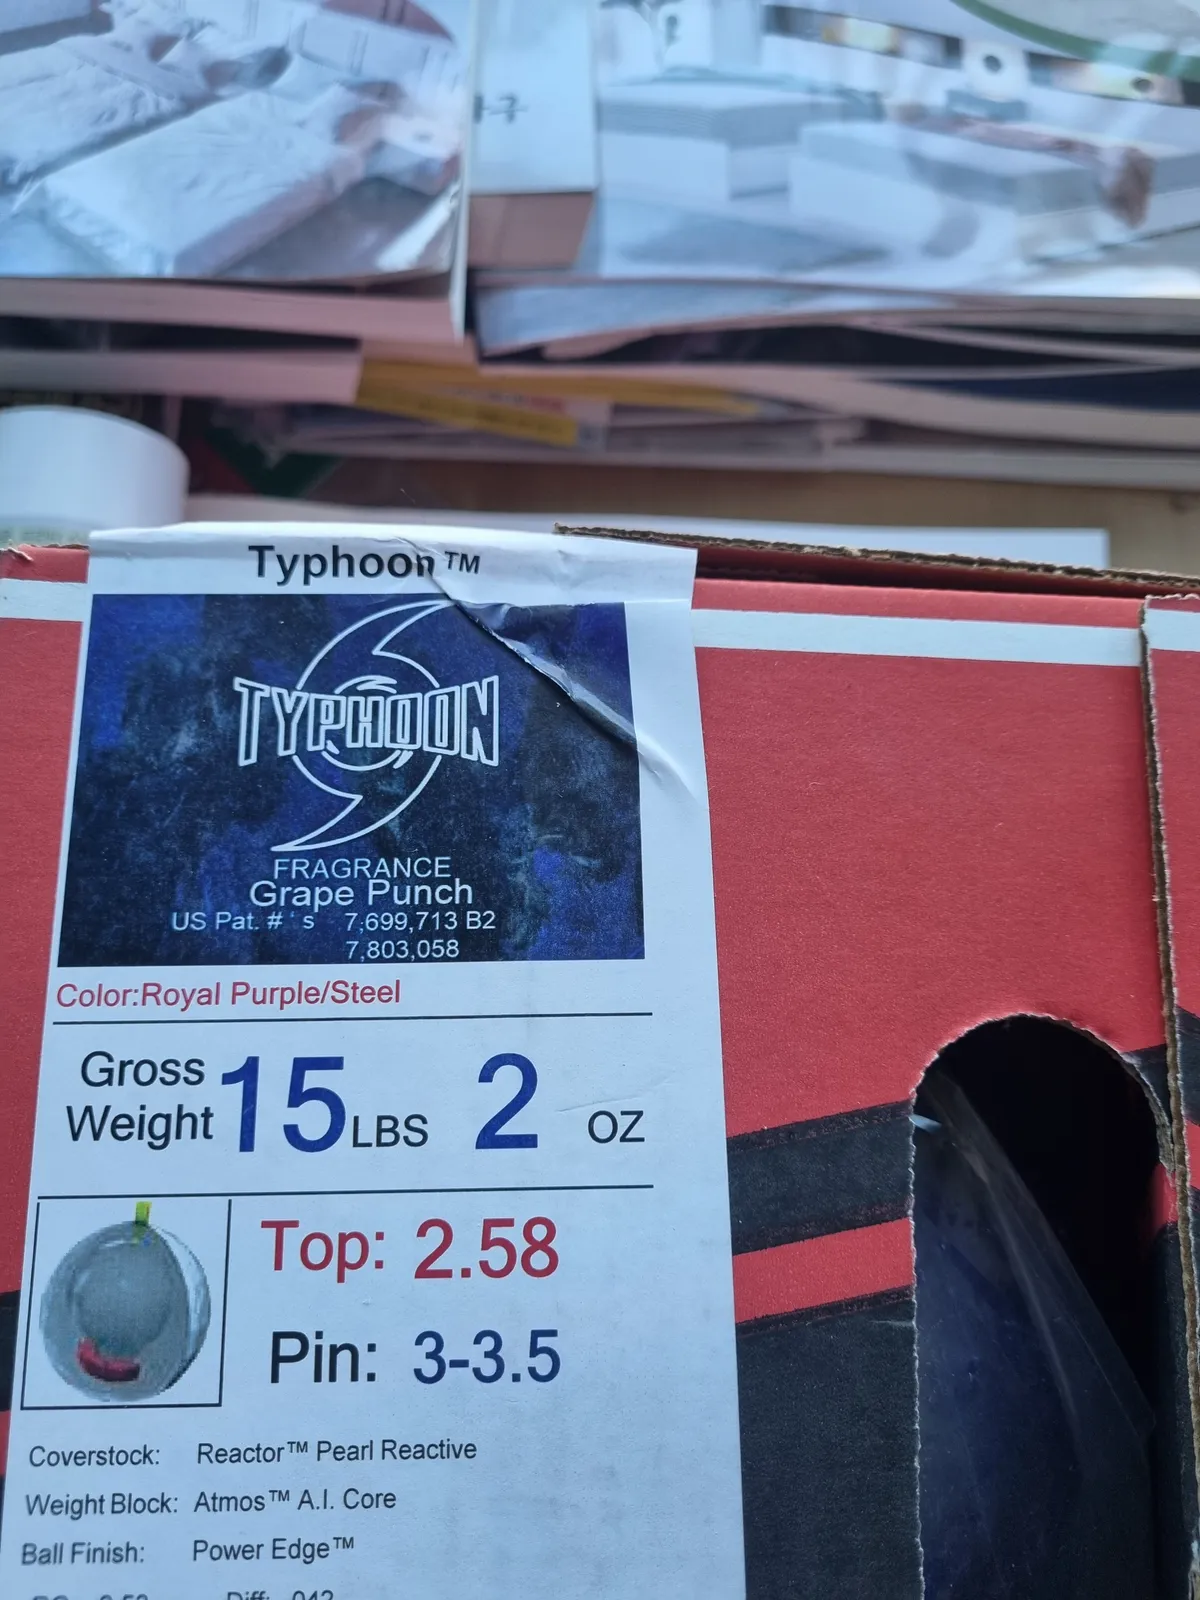 Typhoon™
TYPHOON
FRAGRANCE
Grape Punch
US Pat. # ' s 7,699,713 B2
7,803,058
Color:Royal Purple/Steel
Gross
Weight 15 LBS 2 OZ
Top: 2.58
Pin: 3-3.5
Coverstock: Reactor™ Pearl Reactive
Weight Block: Atmos™ A.I. Core
Ball Finish: Power Edge™
Diff: .042